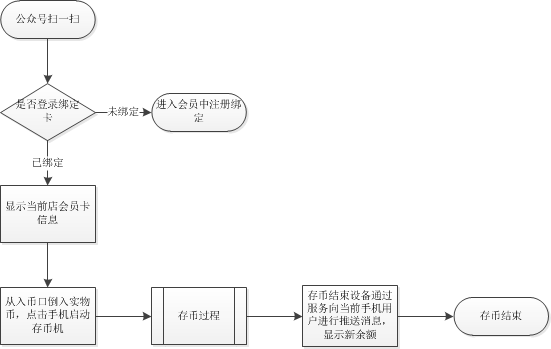 公众号扫一扫
是否登录绑定
卡
未绑定
进入会员中注册绑
定
已绑定
显示当前店会员卡
信息
从入币口倒入实物
币，点击手机启动
存币机
存币过程
存币结束设备通过
服务向当前手机用
户进行推送消息，
显示新余额
存币结束